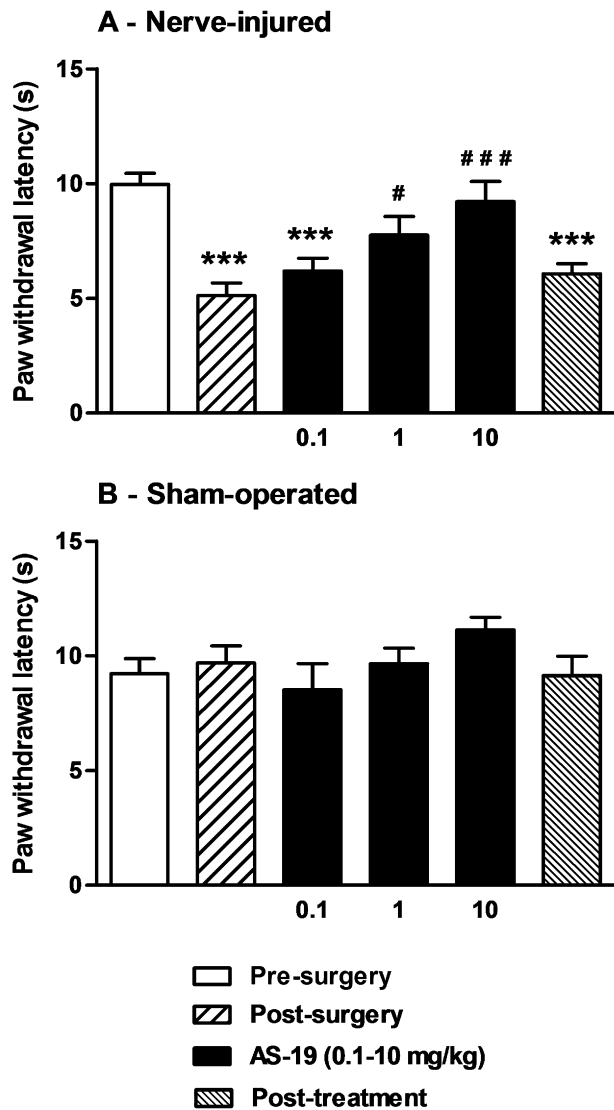 A - Nerve-injured
Paw withdrawal latency (s)
15
10
5
0
***
***
#
###
***
0.1 1 10
B - Sham-operated
Paw withdrawal latency (s)
15
10
5
0
0.1 1 10
Pre-surgery
Post-surgery
AS-19 (0.1-10 mg/kg)
Post-treatment